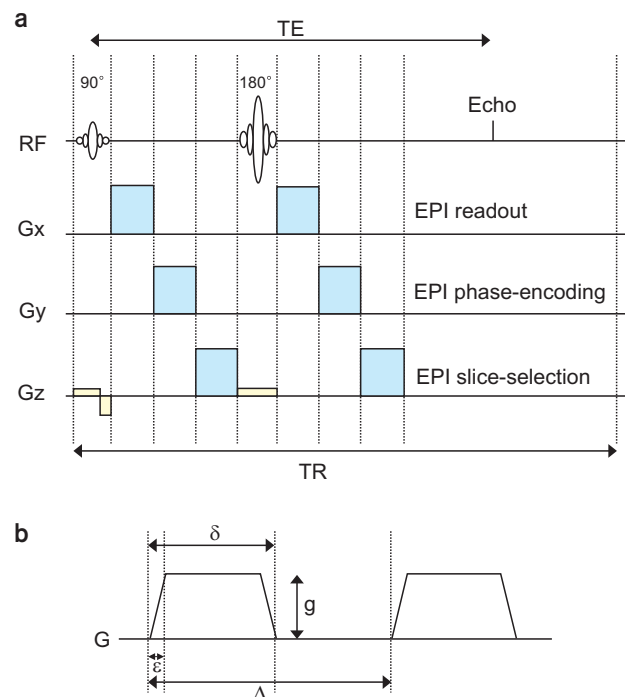 a
TE
90°
180°
Echo
RF
EPI readout
Gx
EPI phase-encoding
Gy
EPI slice-selection
Gz
TR
b
δ
g
G
ε
Δ